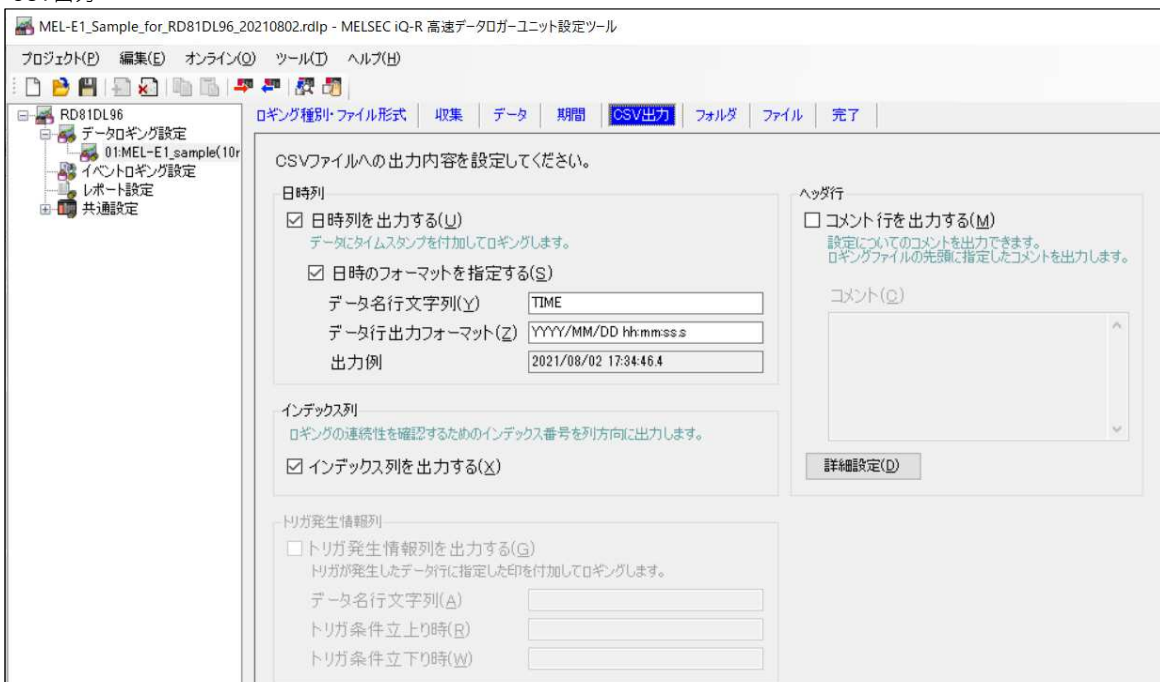 MEL-E1_Sample_for_RD81DL96_20210802.rdlp - MELSEC iQ-R 高速データロガーユニット設定ツール
プロジェクト(P) 編集(E) オンライン(O) ツール(T) ヘルプ(H)
RD81DL96
データロギング設定
01:MEL-E1_sample(10r
イベントロギング設定
レポート設定
共通設定
ロギング種別・ファイル形式 収集 データ 期間 CSV出力 フォルダ ファイル 完了
CSVファイルへの出力内容を設定してください。
日時列
日時列を出力する(U)
データにタイムスタンプを付加してロギングします。
日時のフォーマットを指定する(S)
データ名行文字列(Y) TIME
データ行出力フォーマット(Z) YYYY/MM/DD hh:mm:ss.s
出力例 2021/08/02 17:34:46.4
インデックス列
ロギングの連続性を確認するためのインデックス番号を列方向に出力します。
インデックス列を出力する(X)
トリガ発生情報列
トリガ発生情報列を出力する(G)
トリガが発生したデータ行に指定した印を付加してロギングします。
データ名行文字列(A)
トリガ条件立上り時(R)
トリガ条件立下り時(W)
ヘッダ行
コメント行を出力する(M)
設定についてのコメントを出力できます。
ロギングファイルの先頭に指定したコメントを出力します。
コメント(C)
詳細設定(D)